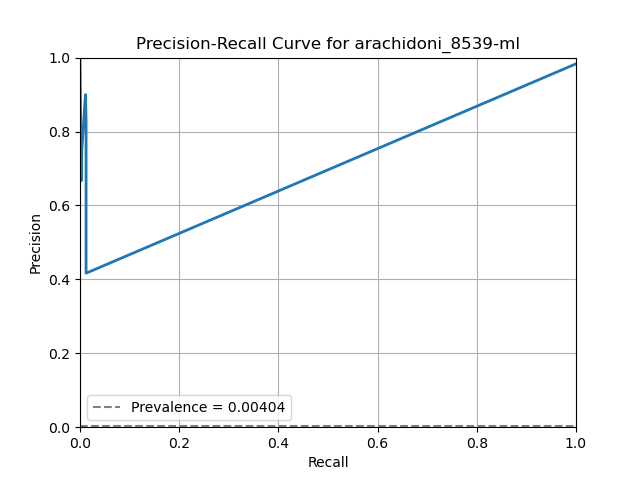 Precision-Recall Curve for arachidoni_8539-ml
1.0
0.8
0.6
0.4
0.2
0.0
Precision
Prevalence = 0.00404
0.0 0.2 0.4 0.6 0.8 1.0
Recall